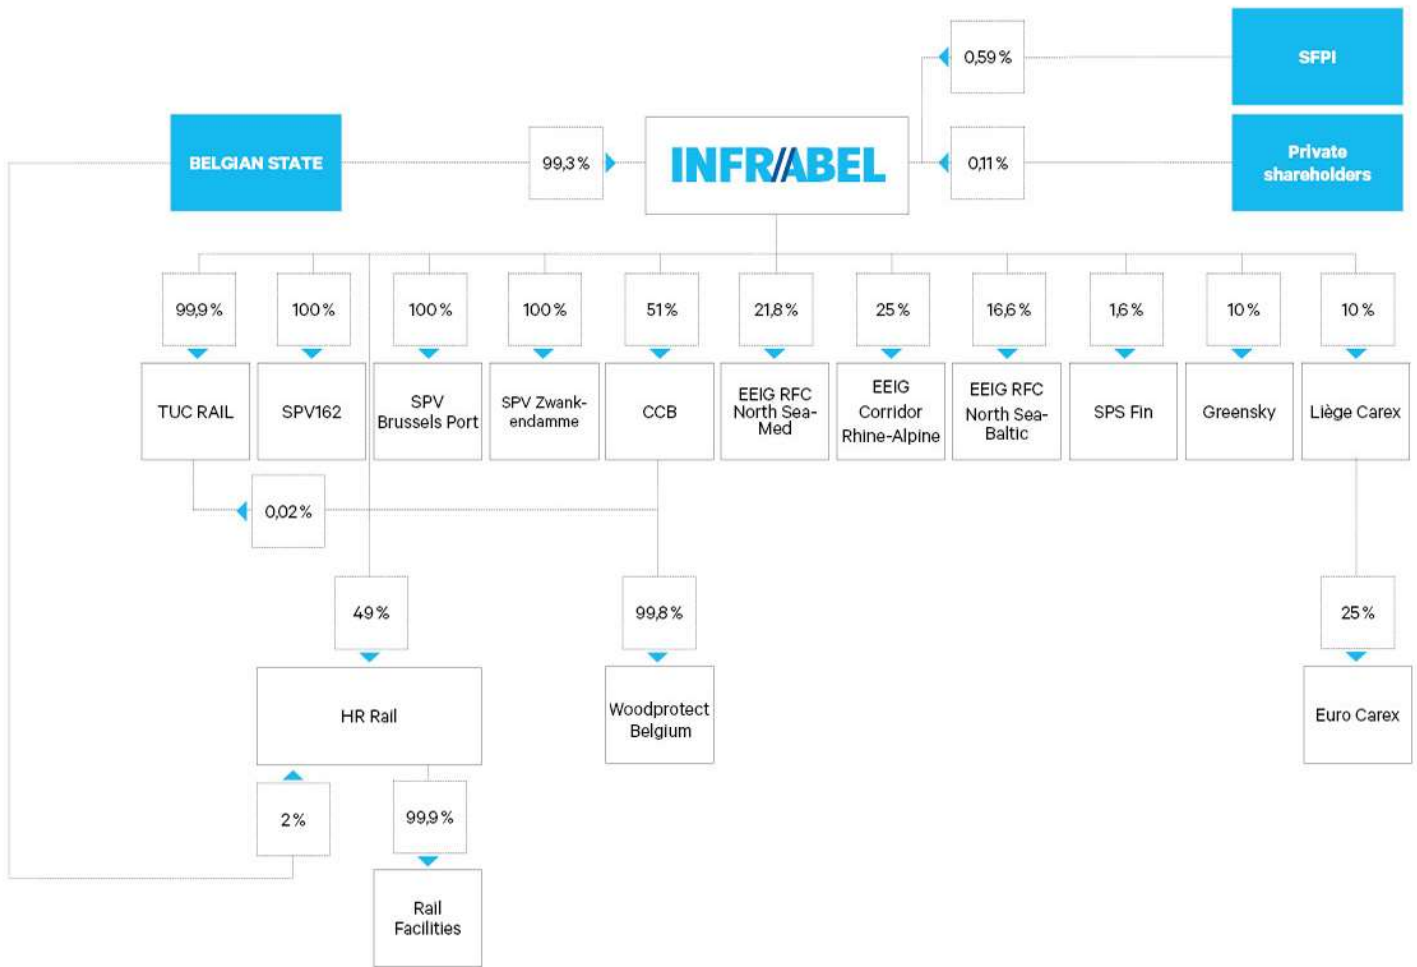 0,59 %
SFPI
BELGIAN STATE
99,3 %
INFRABEL
0,11 %
Private
shareholders
99,9 %
100 %
100 %
100 %
51 %
21,8 %
25 %
16,6 %
1,6 %
10 %
10 %
TUC RAIL
SPV162
SPV
Brussels Port
SPV Zwank-
endamme
CCB
EEIG RFC
North Sea-
Med
EEIG
Corridor
Rhine-Alpine
EEIG RFC
North Sea-
Baltic
SPS Fin
Greensky
Liège Carex
0,02 %
49 %
99,8 %
25 %
HR Rail
Woodprotect
Belgium
Euro Carex
2 %
99,9 %
Rail
Facilities